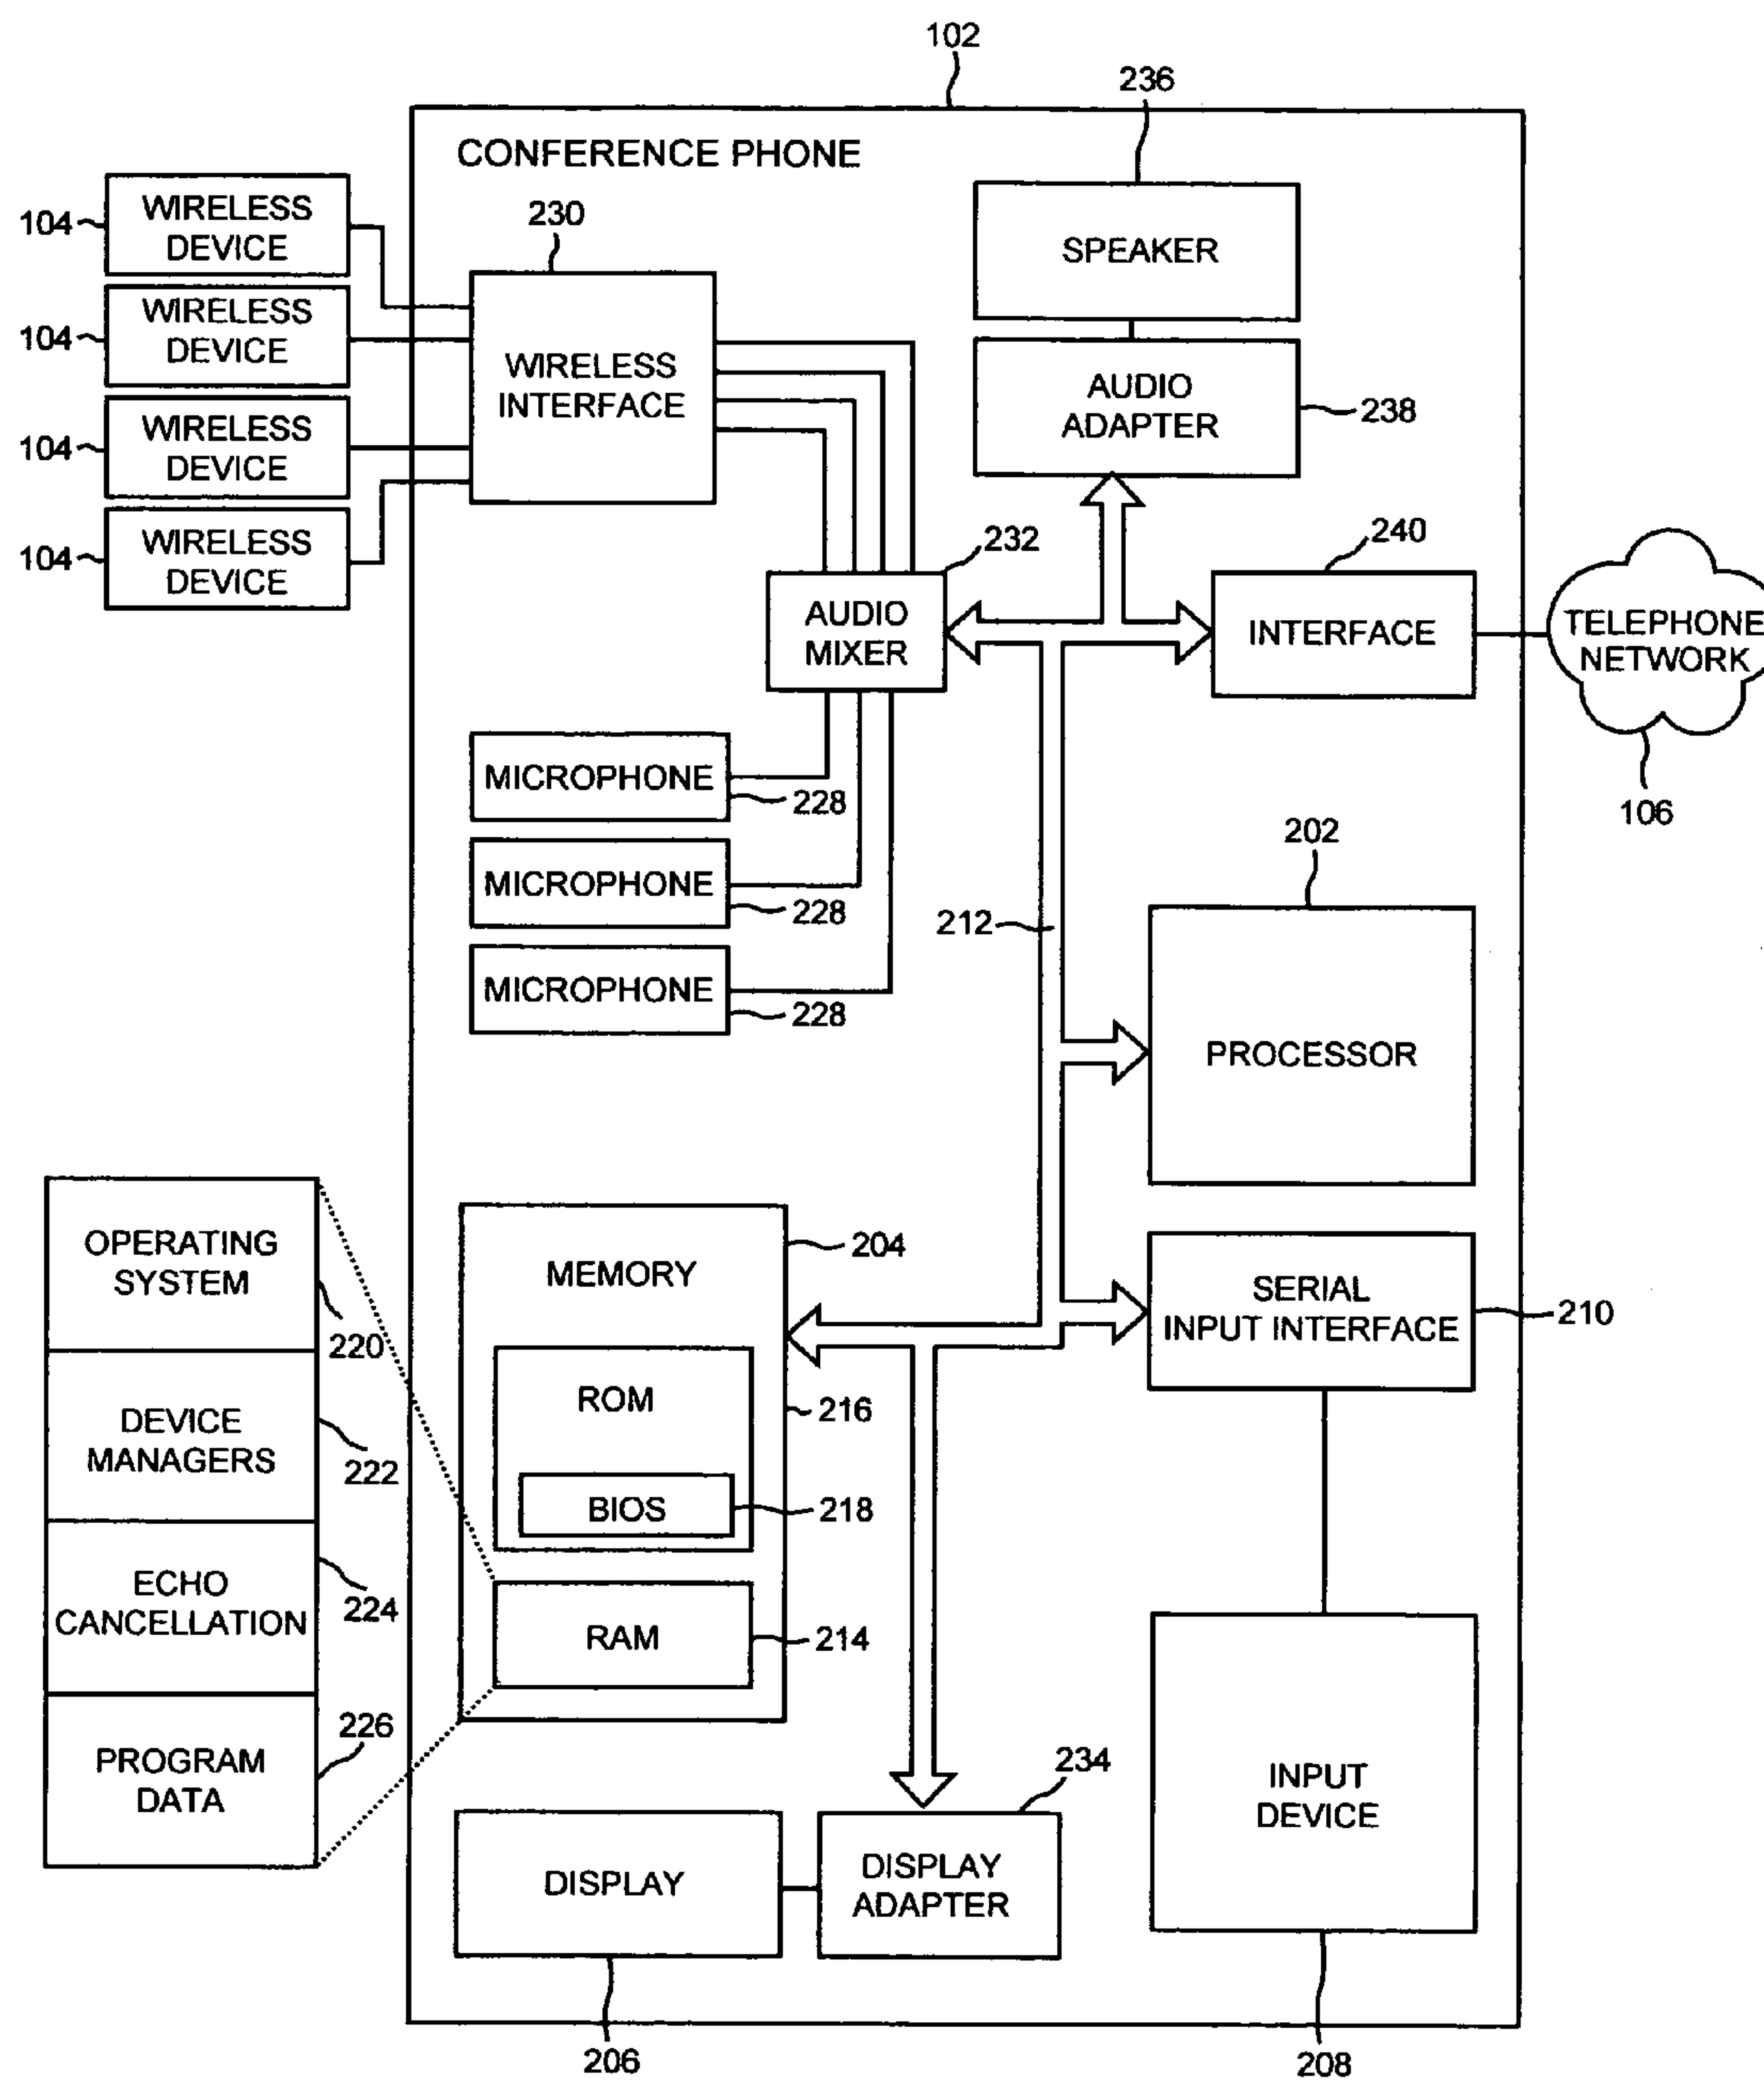 102
236
CONFERENCE PHONE
104
WIRELESS
DEVICE
230
SPEAKER
104
WIRELESS
DEVICE
WIRELESS
INTERFACE
AUDIO
ADAPTER
238
104
WIRELESS
DEVICE
104
WIRELESS
DEVICE
232
240
AUDIO
MIXER
INTERFACE
TELEPHONE
NETWORK
106
MICROPHONE
228
MICROPHONE
228
MICROPHONE
228
212
202
PROCESSOR
OPERATING
SYSTEM
220
DEVICE
MANAGERS
222
ECHO
CANCELLATION
224
PROGRAM
DATA
226
MEMORY
204
ROM
216
BIOS
218
RAM
214
SERIAL
INPUT INTERFACE
210
234
INPUT
DEVICE
DISPLAY
DISPLAY
ADAPTER
206
208